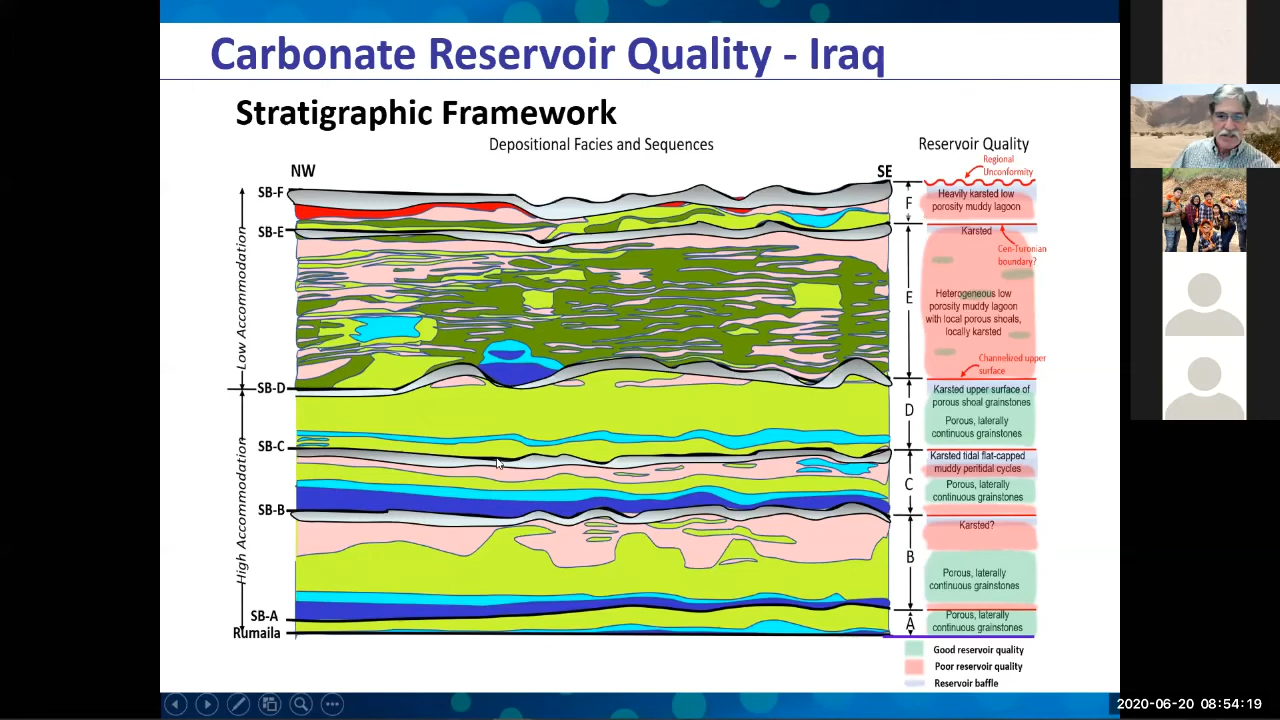 Carbonate Reservoir Quality - Iraq
Stratigraphic Framework
Depositional Facies and Sequences
Reservoir Quality
NW
SE
Regional
Unconformity
SB-F
F
Heavily karsted low
porosity muddy lagoon
SB-E
Karsted
Cen-Turonian
boundary?
Low Accommodation
E
Heterogeneous low
porosity muddy lagoon
with local porous shoals,
locally karsted
Channelized upper
surface
SB-D
D
Karsted upper surface of
porous shoal grainstones
Porous, laterally
continuous grainstones
SB-C
C
Karsted tidal flat-capped
muddy peritidal cycles
Porous, laterally
continuous grainstones
High Accommodation
SB-B
B
Karsted?
Porous, laterally
continuous grainstones
SB-A
A
Porous, laterally
continuous grainstones
Rumaila
Good reservoir quality
Poor reservoir quality
Reservoir baffle
2020-06-20 08:54:19